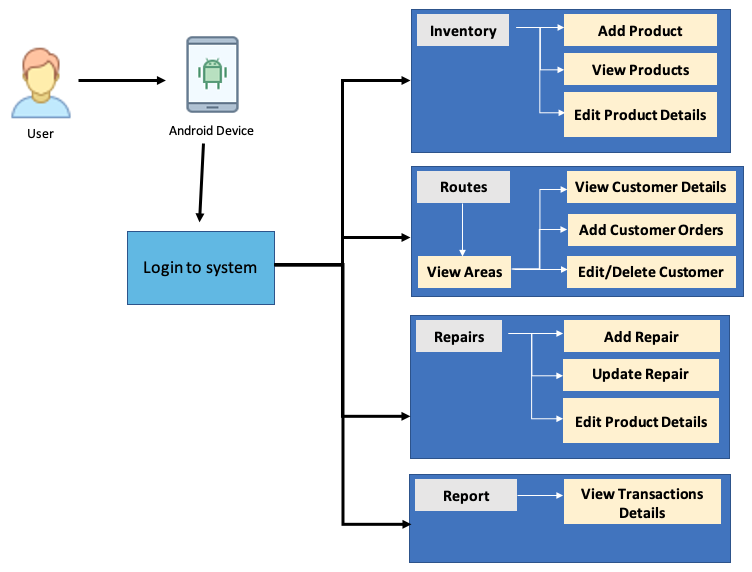 User
Android Device
Login to system
Inventory
Add Product
View Products
Edit Product Details
Routes
View Areas
View Customer Details
Add Customer Orders
Edit/Delete Customer
Repairs
Add Repair
Update Repair
Edit Product Details
Report
View Transactions
Details